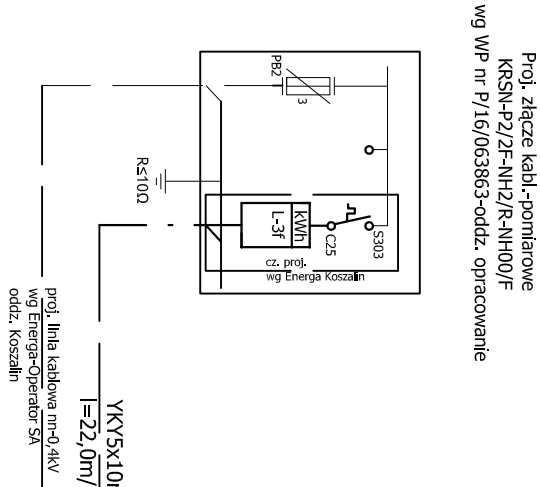 Proj. złącze kabl.-pomiarowe
KRSN-P2/2F-NH2/R-NH00/F
wg WP nr P/16/063863-oddz. opracowanie
PB2
3
S303
C25
kWh
L-3f
cz. proj.
wg Energa Koszalin
R≤10Ω
YKY5x10
l=22,0m/
proj. linia kablowa nn-0,4kV
wg Energa-Operator SA
oddz. Koszalin